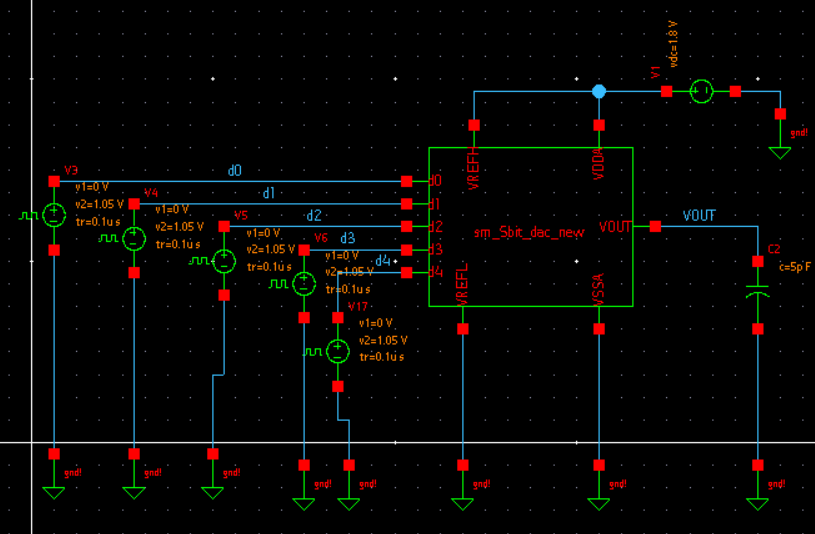 V1
vdc=1.8 V
gnd!
V3
d0
v1=0 V
v2=1.05 V
tr=0.1u s
V4
d1
v1=0 V
v2=1.05 V
tr=0.1u s
V5
d2
v1=0 V
v2=1.05 V
tr=0.1u s
V6
d3
v1=0 V
v2=1.05 V
tr=0.1u s
d4
V17
v1=0 V
v2=1.05 V
tr=0.1u s
VREFH
VDDA
d0
d1
d2
d3
d4
sm_5bit_dac_new
VOUT
VOUT
VREFL
VSSA
C2
c=5p F
gnd!
gnd!
gnd!
gnd!
gnd!
gnd!
gnd!
gnd!